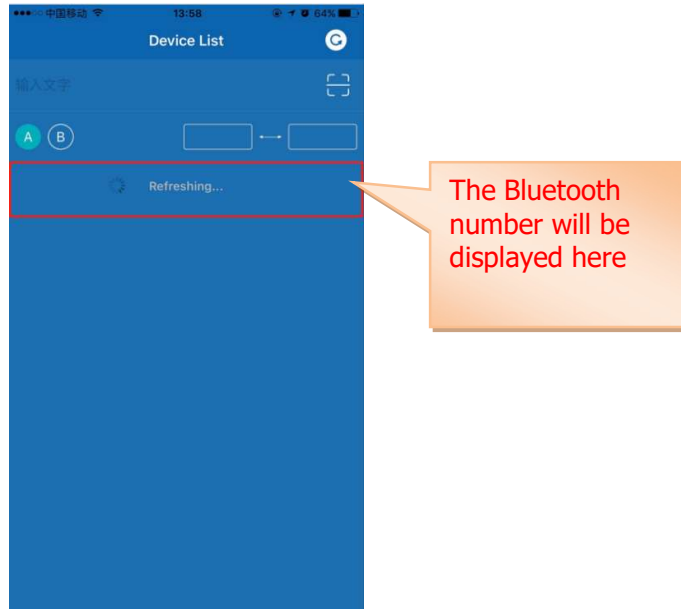 中国移动 13:58 64%
Device List
输入文字
A B
Refreshing...
The Bluetooth
number will be
displayed here